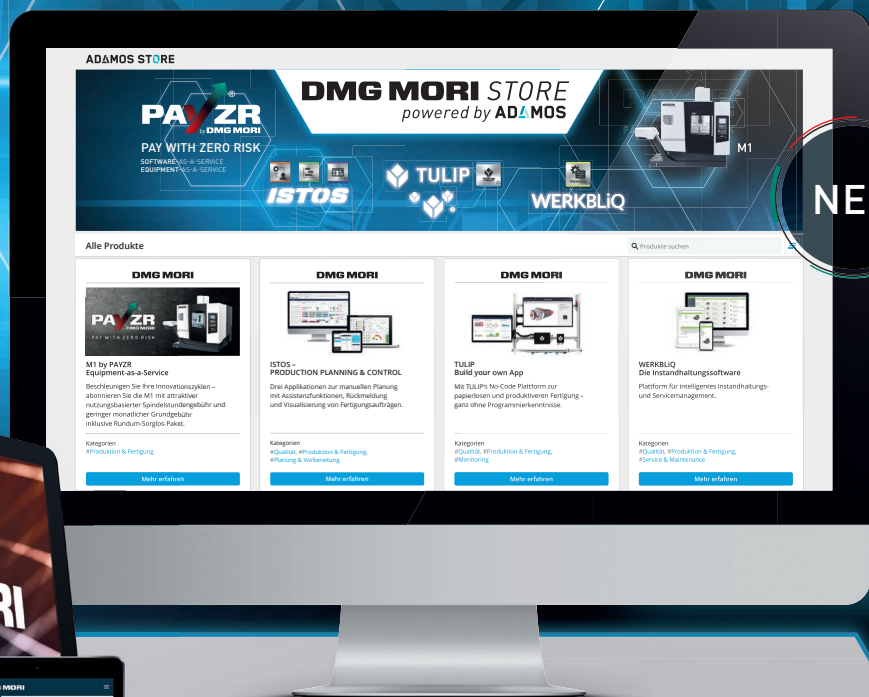 ADAMOS STORE
DMG MORI STORE
powered by ADAMOS
PAYZR
by DMG MORI
PAY WITH ZERO RISK
SOFTWARE-AS-A-SERVICE
EQUIPMENT-AS-A-SERVICE
ISTOS
TULIP
WERKBLiQ
M1
NE
Alle Produkte
Produkte suchen
DMG MORI
PAYZR
DMG MORI
PAY WITH ZERO RISK
M1 by PAYZR
Equipment-as-a-Service
Beschleunigen Sie Ihre Innovationszyklen –
abonnieren Sie die M1 mit attraktiver
nutzungsbasierter Spindelstundengebühr und
geringer monatlicher Grundgebühr
inklusive Rundum-Sorglos-Paket.
Kategorien
#Produktion & Fertigung
Mehr erfahren
DMG MORI
ISTOS –
PRODUCTION PLANNING & CONTROL
Drei Applikationen zur manuellen Planung
mit Assistenzfunktionen, Rückmeldung
und Visualisierung von Fertigungsaufträgen.
Kategorien
#Qualität, #Produktion & Fertigung,
#Planung & Vorbereitung
Mehr erfahren
DMG MORI
TULIP
Build your own App
Mit TULIP's No-Code Plattform zur
papierlosen und produktiveren Fertigung –
ganz ohne Programmierkenntnisse.
Kategorien
#Qualität, #Produktion & Fertigung,
#Monitoring
Mehr erfahren
DMG MORI
WERKBLiQ
Die Instandhaltungssoftware
Plattform für intelligentes Instandhaltungs-
und Servicemanagement.
Kategorien
#Qualität, #Produktion & Fertigung,
#Service & Maintenance
Mehr erfahren
RI
MORI